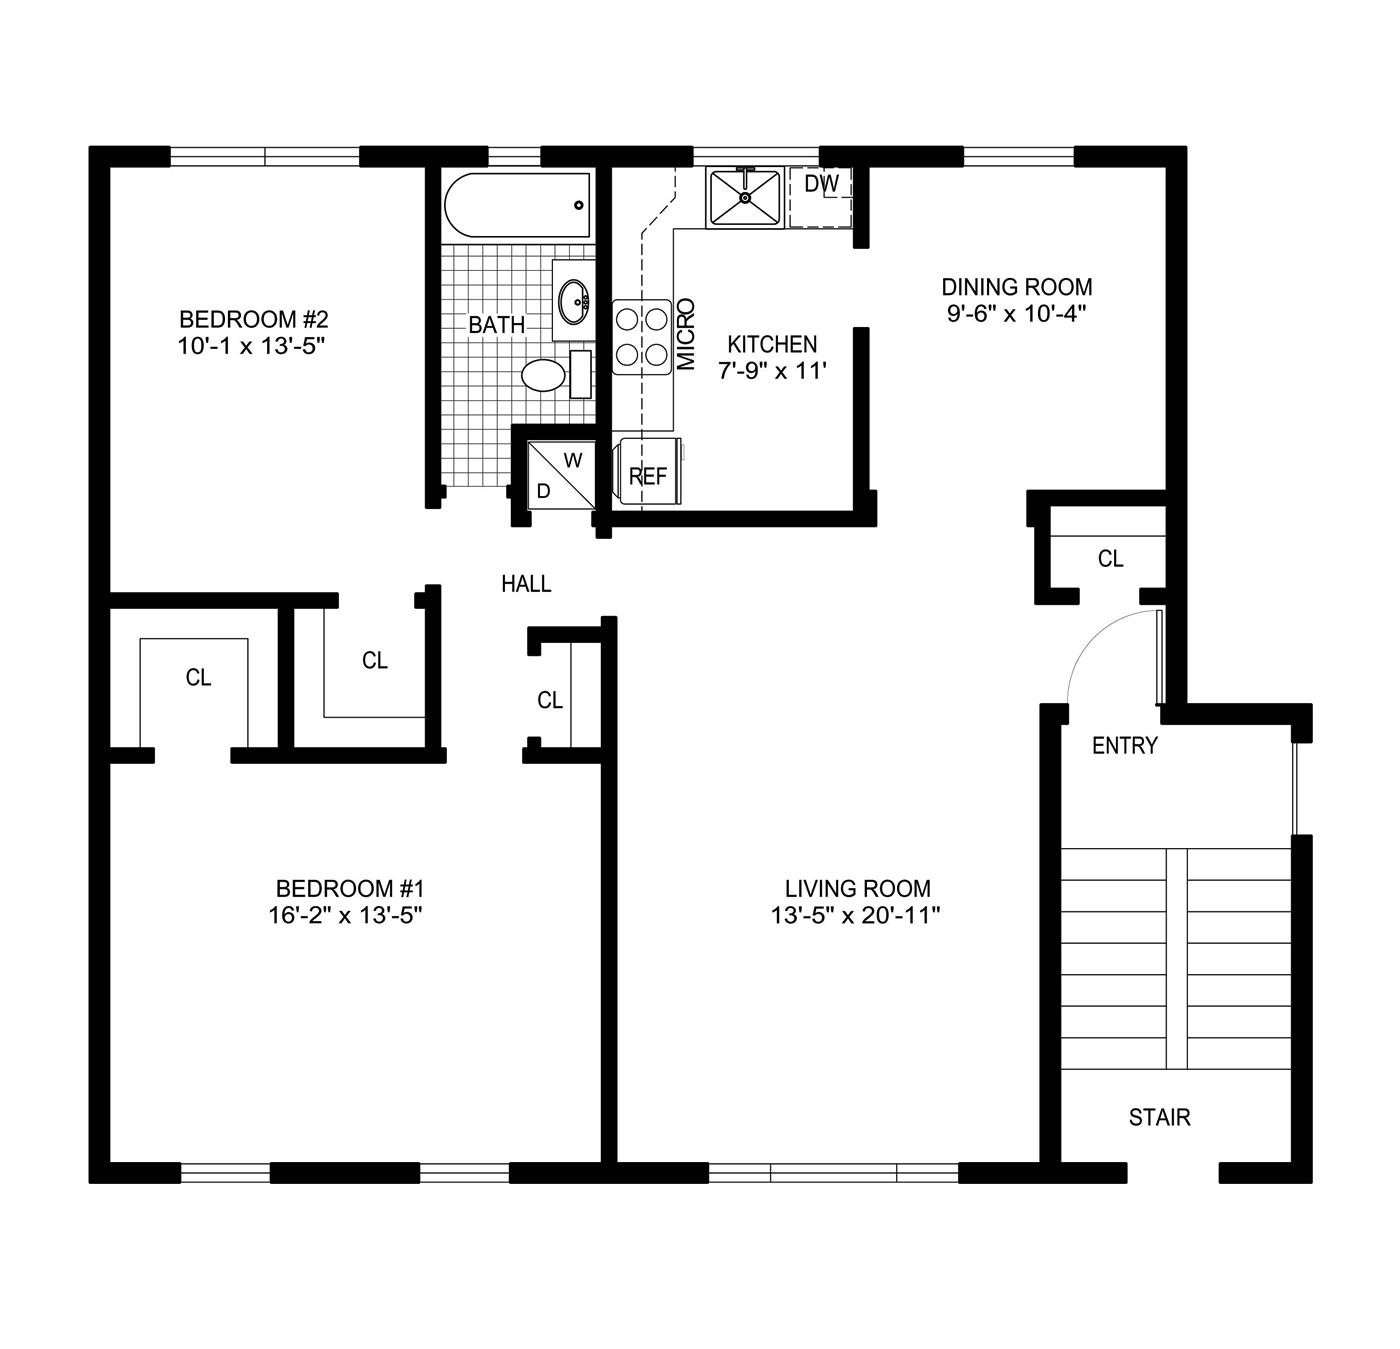 DW
DINING ROOM
9'-6" x 10'-4"
BEDROOM #2
10'-1 x 13'-5"
BATH
MICRO
KITCHEN
7'-9" x 11'
W
D
REF
CL
HALL
CL
CL
CL
ENTRY
BEDROOM #1
16'-2" x 13'-5"
LIVING ROOM
13'-5" x 20'-11"
STAIR